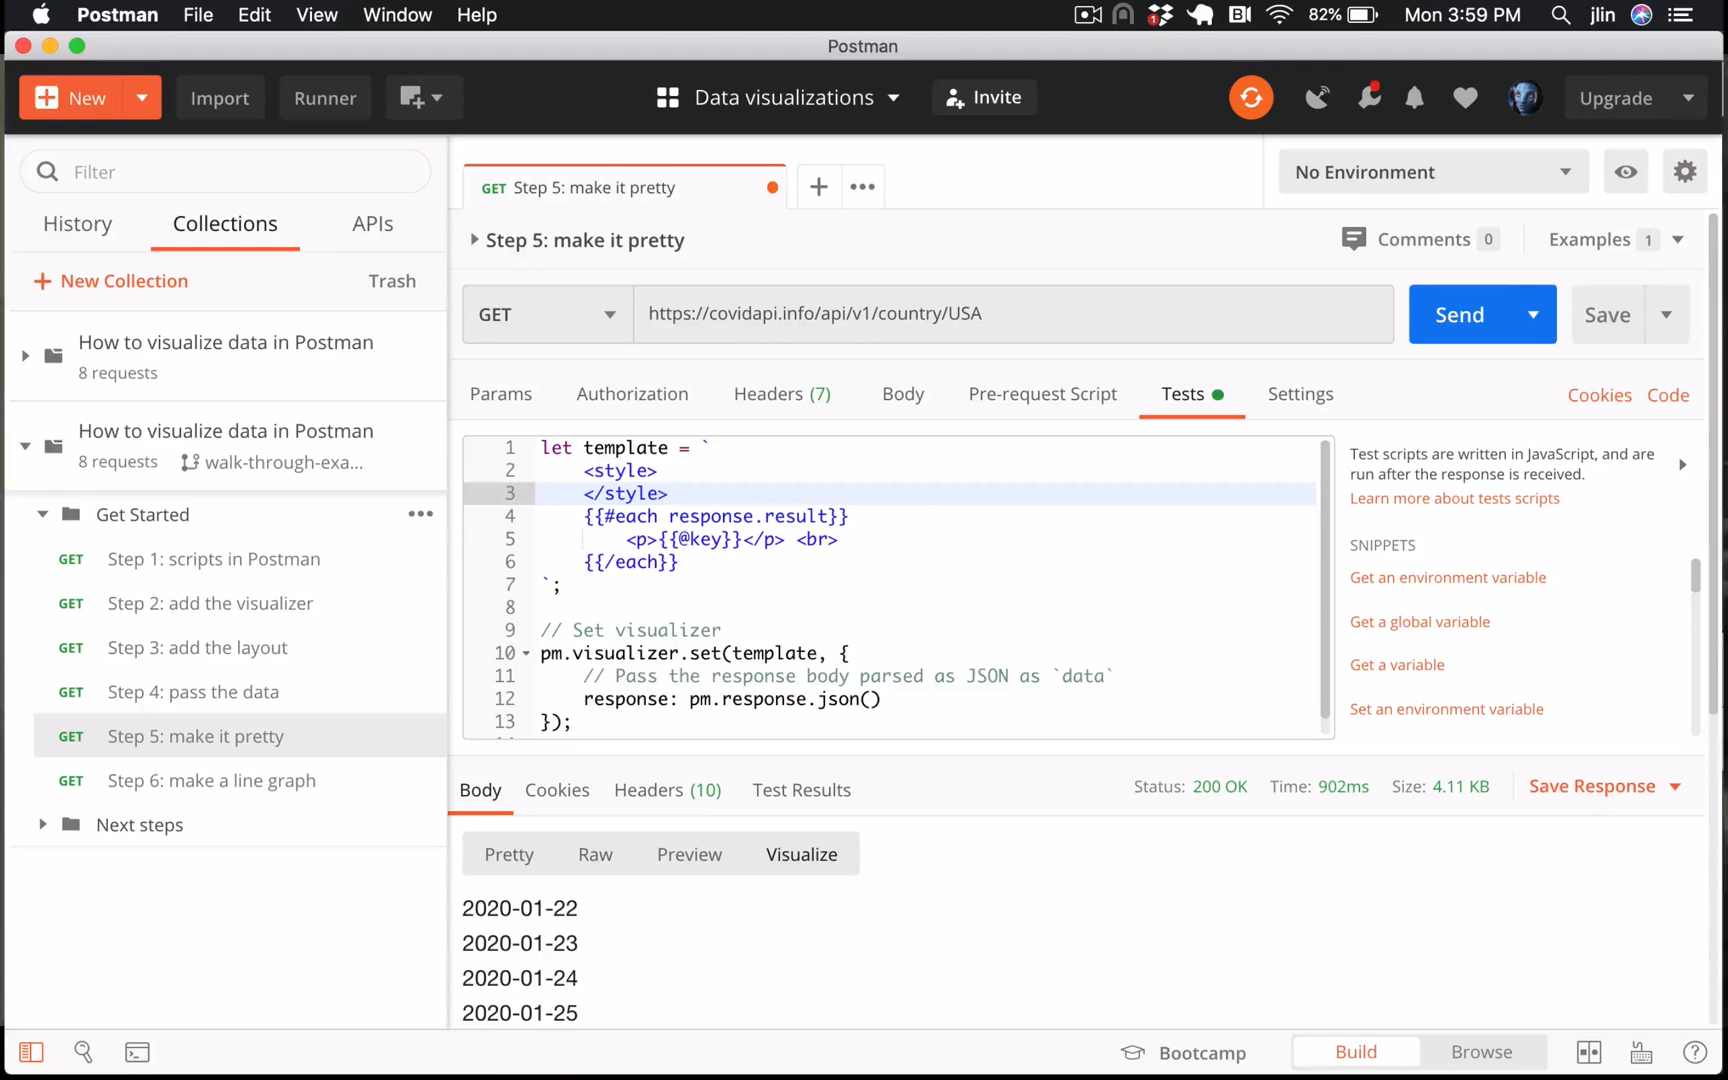 Postman File Edit View Window Help 82% Mon 3:59 PM jlin
Postman
New Import Runner Data visualizations Invite Upgrade
Filter
GET Step 5: make it pretty
No Environment
History Collections APIs
Step 5: make it pretty
Comments 0 Examples 1
New Collection Trash
GET https://covidapi.info/api/v1/country/USA Send Save
How to visualize data in Postman
8 requests
How to visualize data in Postman
8 requests walk-through-exa...
Get Started
GET Step 1: scripts in Postman
GET Step 2: add the visualizer
GET Step 3: add the layout
GET Step 4: pass the data
GET Step 5: make it pretty
GET Step 6: make a line graph
Next steps
Params Authorization Headers (7) Body Pre-request Script Tests Settings Cookies Code
1 let template = `
2 <style>
3 </style>
4 {{#each response.result}}
5 <p>{{@key}}</p> <br>
6 {{/each}}
7 `;
8
9 // Set visualizer
10 pm.visualizer.set(template, {
11 // Pass the response body parsed as JSON as `data`
12 response: pm.response.json()
13 });
Test scripts are written in JavaScript, and are
run after the response is received.
Learn more about tests scripts
SNIPPETS
Get an environment variable
Get a global variable
Get a variable
Set an environment variable
Body Cookies Headers (10) Test Results Status: 200 OK Time: 902ms Size: 4.11 KB Save Response
Pretty Raw Preview Visualize
2020-01-22
2020-01-23
2020-01-24
2020-01-25
Bootcamp Build Browse